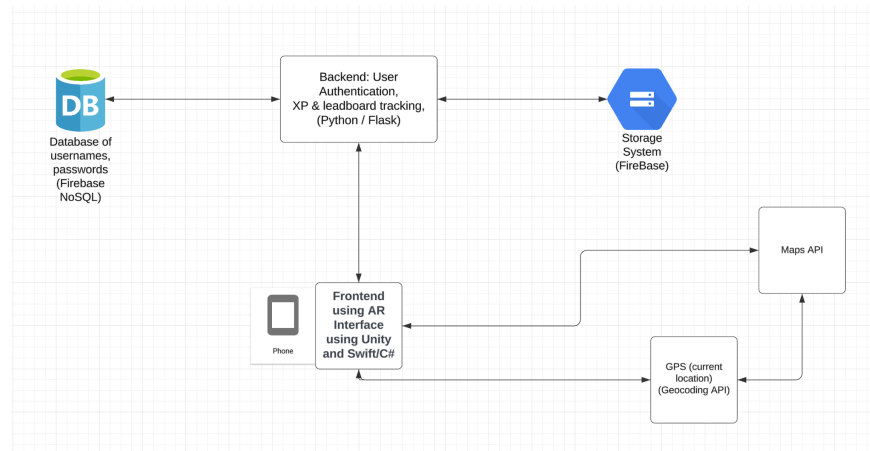 Backend: User
Authentication,
XP & leadboard tracking,
(Python / Flask)
DB
Database of
usernames,
passwords
(Firebase
NoSQL)
Storage
System
(FireBase)
Maps API
Frontend
using AR
Interface
using Unity
and Swift/C#
Phone
GPS (current
location)
(Geocoding API)